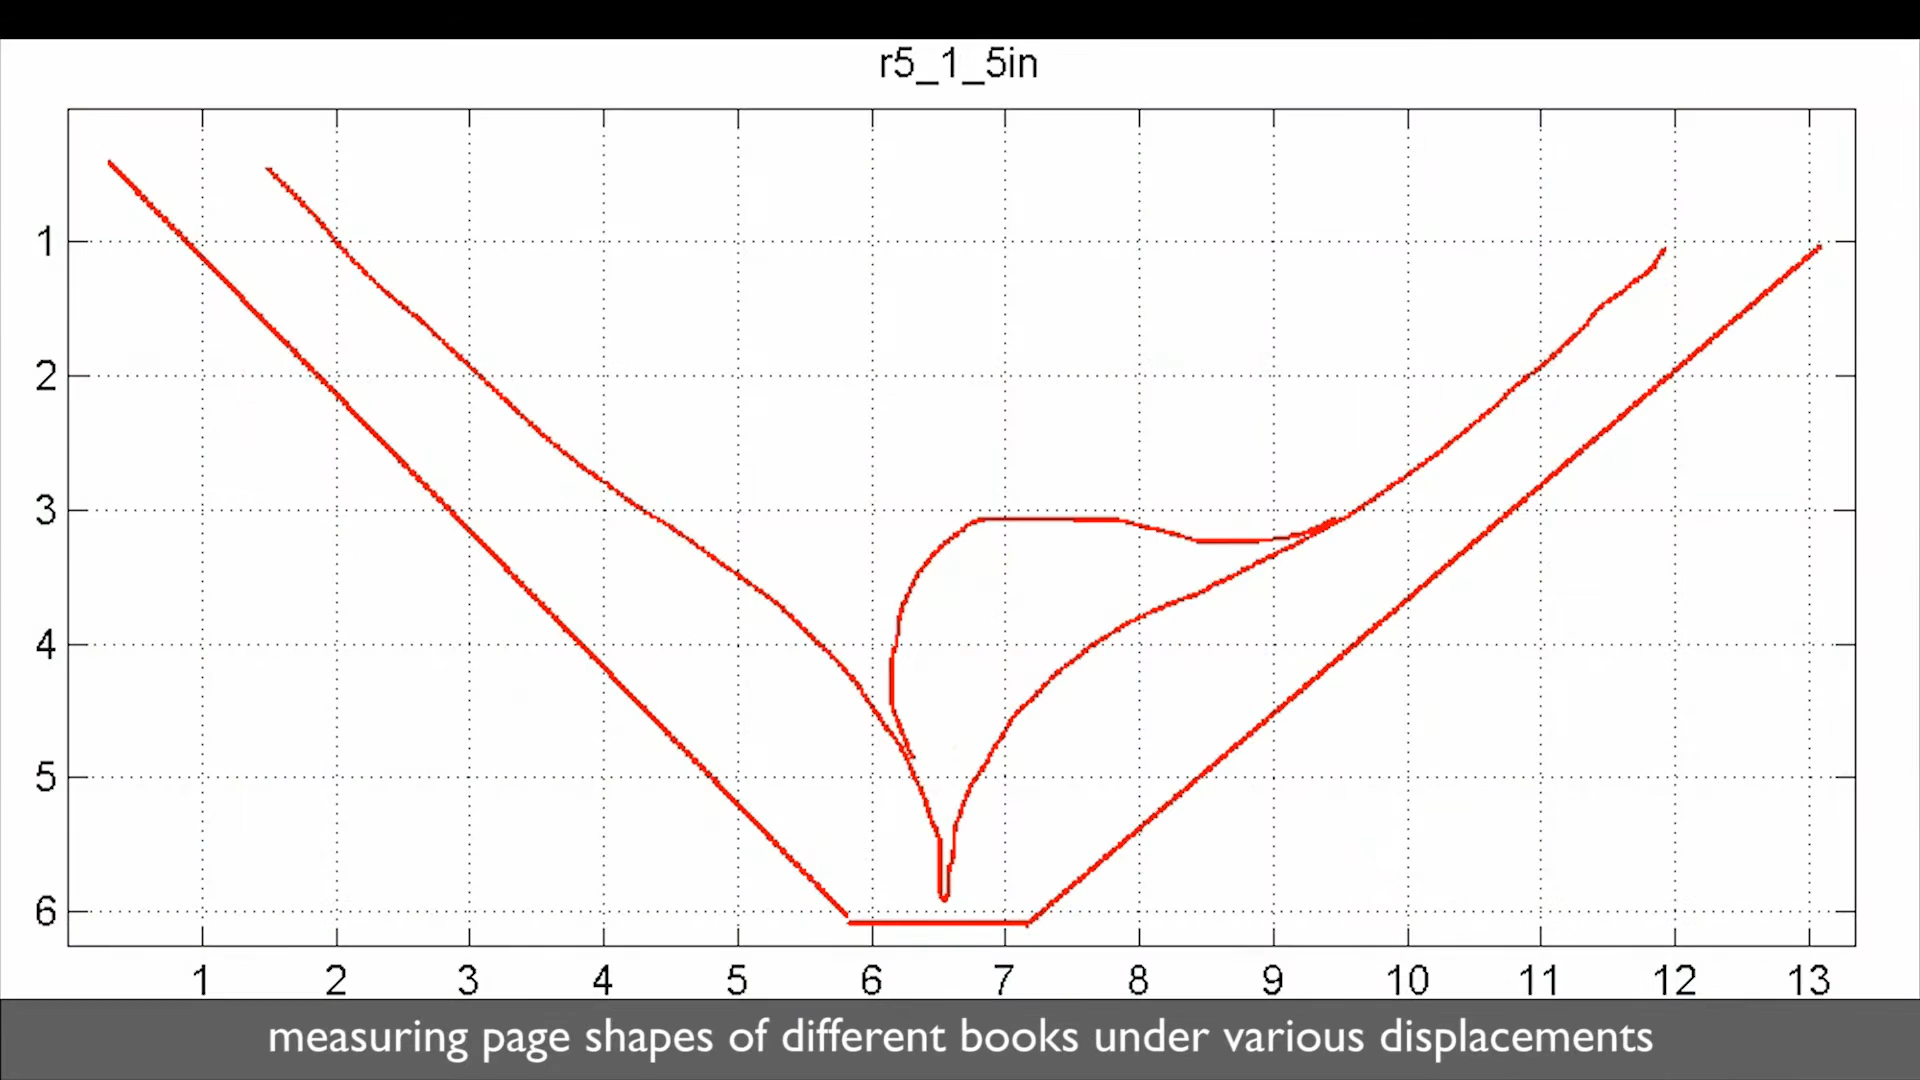 r5_1_5in
1
2
3
4
5
6
1 2 3 4 5 6 7 8 9 10 11 12 13
measuring page shapes of different books under various displacements